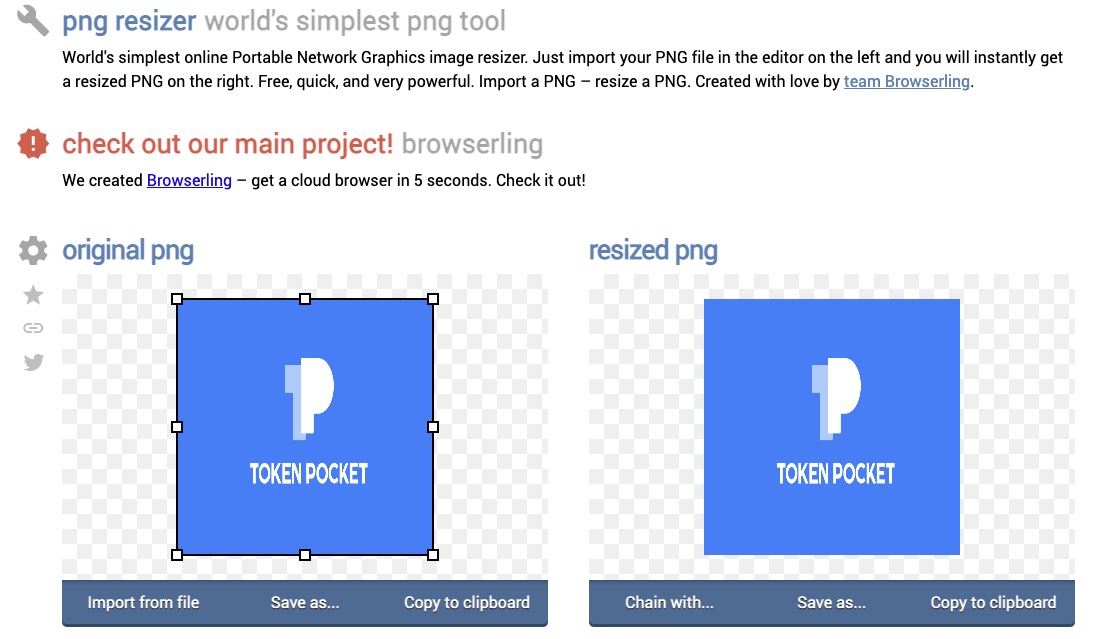 png resizer world's simplest png tool
World's simplest online Portable Network Graphics image resizer. Just import your PNG file in the editor on the left and you will instantly get
a resized PNG on the right. Free, quick, and very powerful. Import a PNG – resize a PNG. Created with love by team Browserling.
check out our main project! browserling
We created Browserling – get a cloud browser in 5 seconds. Check it out!
original png
TOKEN POCKET
Import from file Save as... Copy to clipboard
resized png
TOKEN POCKET
Chain with... Save as... Copy to clipboard